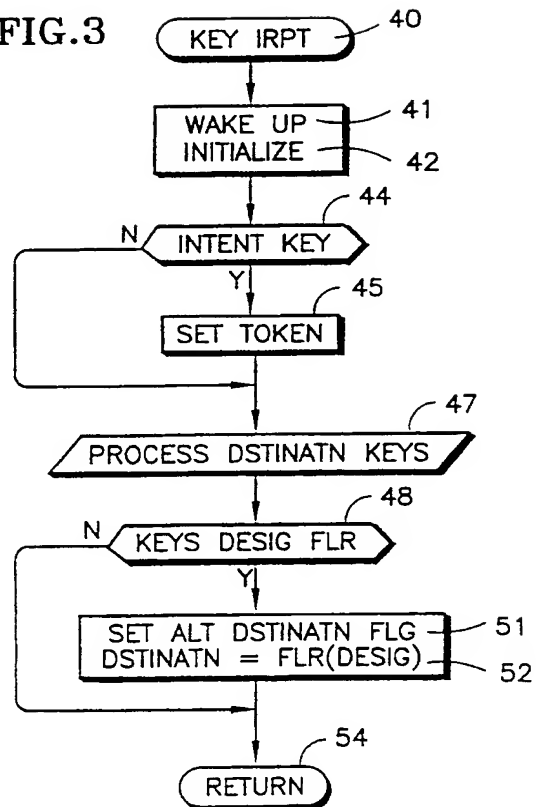 FIG.3
KEY IRPT 40
WAKE UP 41
INITIALIZE 42
44
N INTENT KEY
Y 45
SET TOKEN
47
PROCESS DSTINATN KEYS
48
N KEYS DESIG FLR
Y
SET ALT DSTINATN FLG 51
DSTINATN = FLR(DESIG) 52
54
RETURN